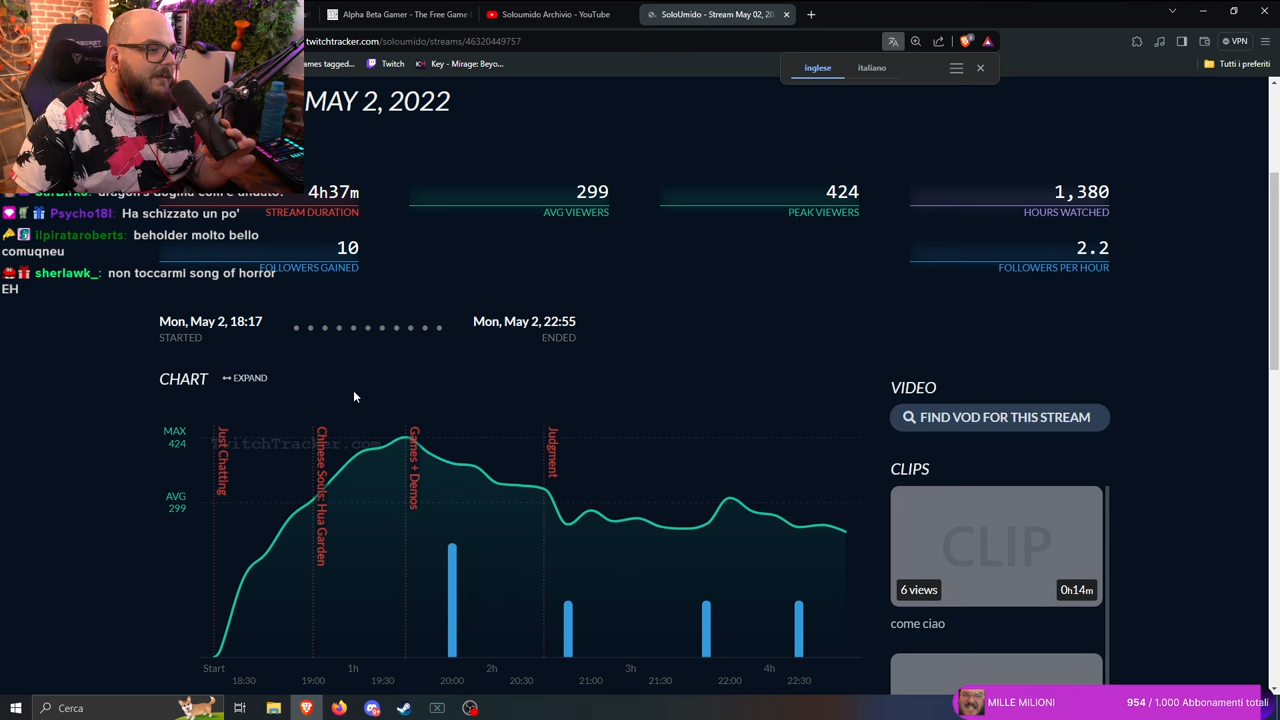 Alpha Beta Gamer - The Free Gami
Soloumido Archivio - YouTube
SoloUmido - Stream May 02, 20
twitchtracker.com/soloumido/streams/46320449757
VPN
ames tagged...
Twitch
Key - Mirage: Beyo...
Tutti i preferiti
inglese
italiano
MAY 2, 2022
4h37m
STREAM DURATION
299
AVG VIEWERS
424
PEAK VIEWERS
1,380
HOURS WATCHED
10
FOLLOWERS GAINED
2.2
FOLLOWERS PER HOUR
Psycho18I: Ha schizzato un po'
ilpirataroberts: beholder molto bello
comuqneu
sherlawk_: non toccarmi song of horror
EH
Mon, May 2, 18:17
STARTED
Mon, May 2, 22:55
ENDED
CHART
EXPAND
MAX
424
AVG
299
TwitchTracker.com
Just Chatting
Chinese Souls: Hua Garden
Games + Demos
Judgment
Start
1h
2h
3h
4h
18:30
19:00
19:30
20:00
20:30
21:00
21:30
22:00
22:30
VIDEO
FIND VOD FOR THIS STREAM
CLIPS
CLIP
6 views
0h14m
come ciao
Cerca
MILLE MILIONI
954 / 1.000 Abbonamenti totali